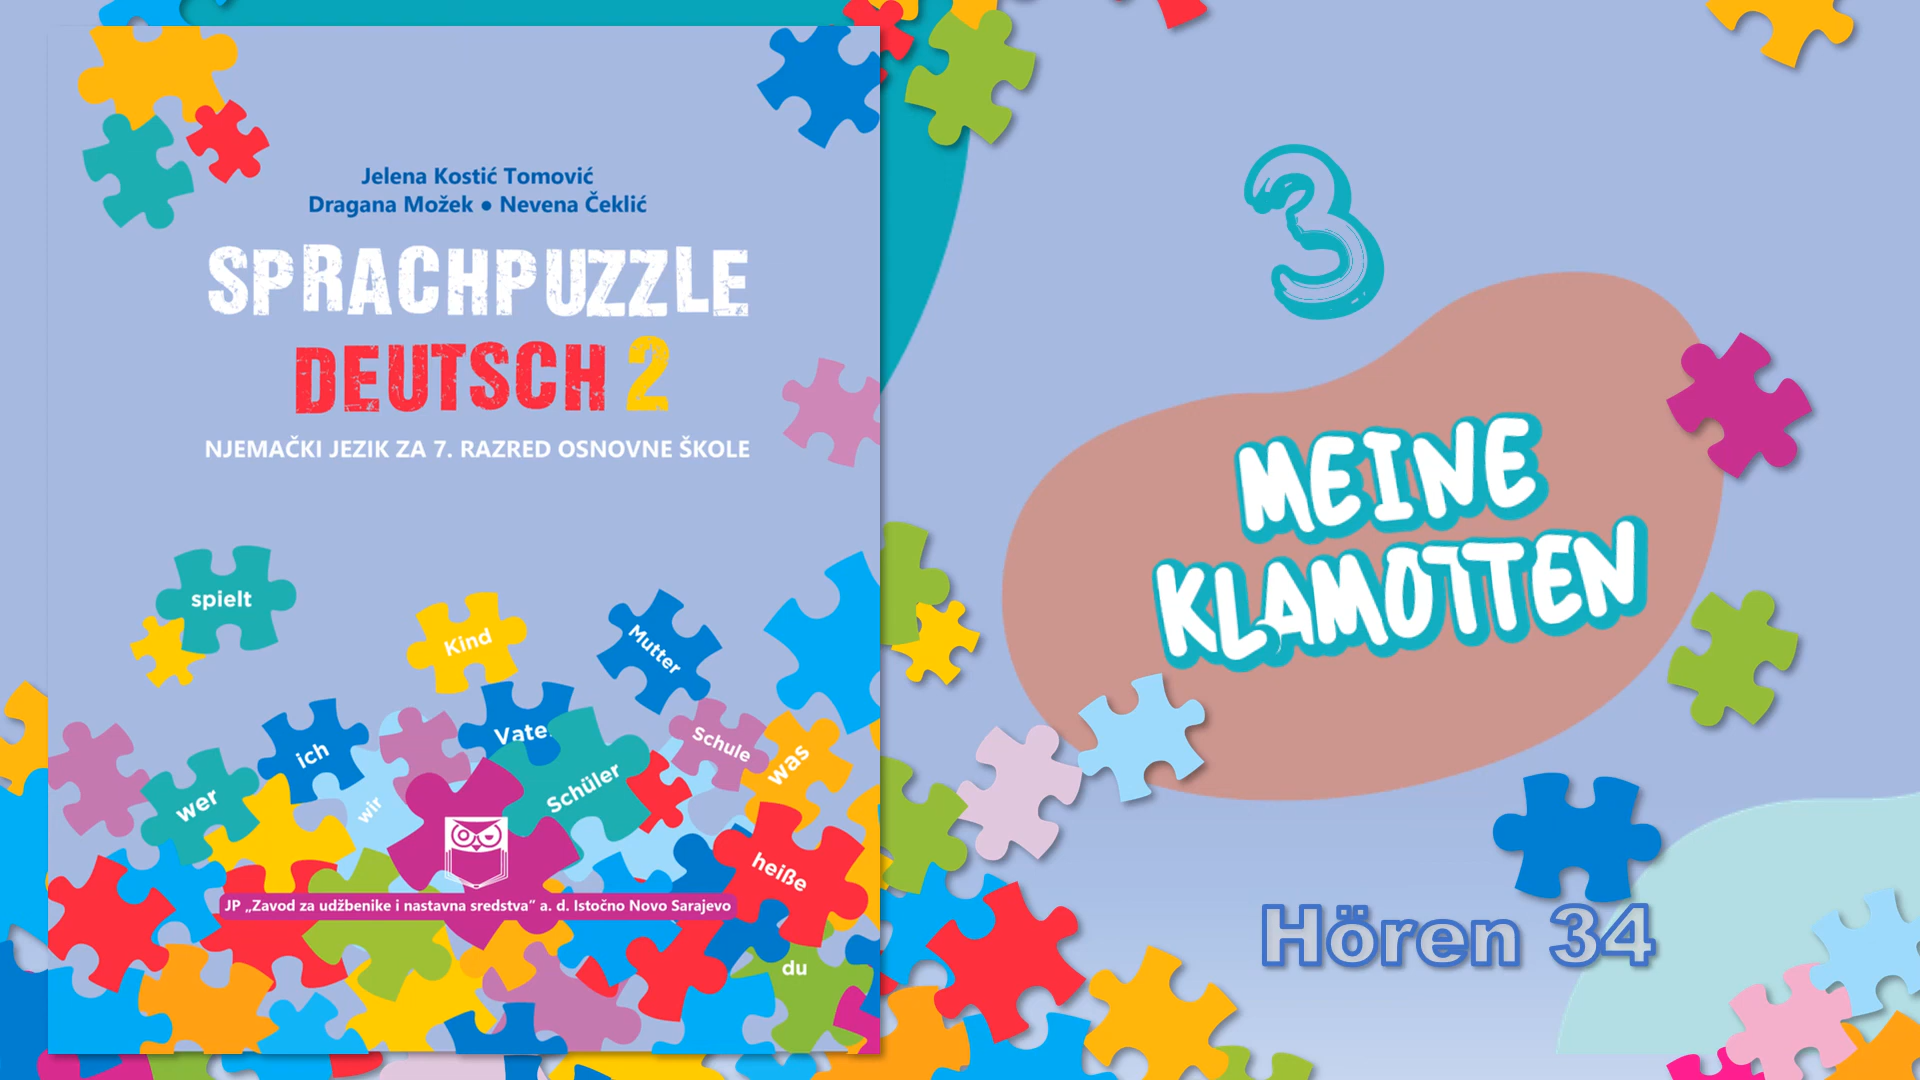 Jelena Kostić Tomović
Dragana Možek ● Nevena Čeklić
SPRACHPUZZLE
DEUTSCH 2
NJEMAČKI JEZIK ZA 7. RAZRED OSNOVNE ŠKOLE
spielt
Kind
Mutter
ich
Vate
Schule
was
wer
wir
Schüler
heiße
JP „Zavod za udžbenike i nastavna sredstva” a. d. Istočno Novo Sarajevo
du
3
MEINE
KLAMOTTEN
Hören 34